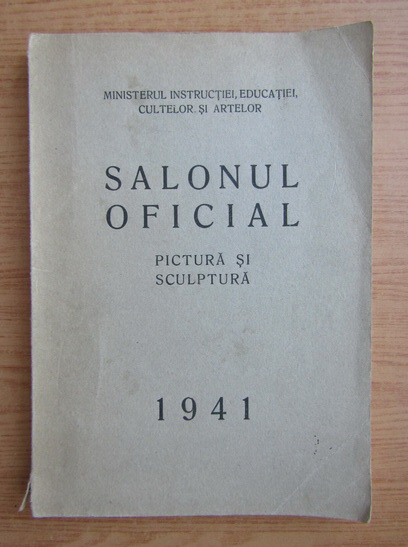 MINISTERUL INSTRUCȚIEI, EDUCAȚIEI,
CULTELOR ȘI ARTELOR
SALONUL
OFICIAL
PICTURĂ ȘI
SCULPTURĂ
1941